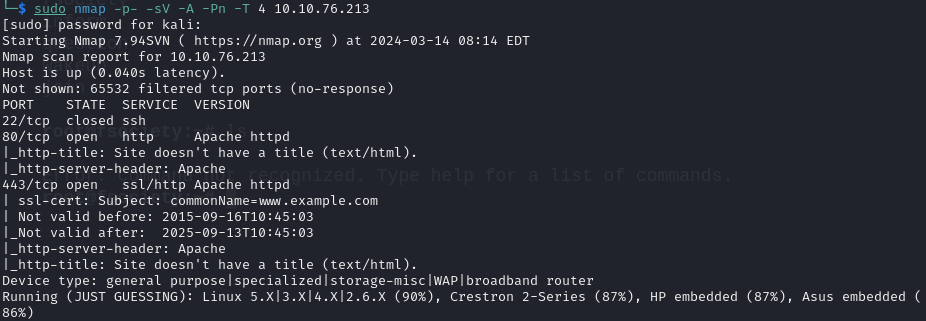 └─$ sudo nmap -p- -sV -A -Pn -T 4 10.10.76.213
[sudo] password for kali:
Starting Nmap 7.94SVN ( https://nmap.org ) at 2024-03-14 08:14 EDT
Nmap scan report for 10.10.76.213
Host is up (0.040s latency).
Not shown: 65532 filtered tcp ports (no-response)
PORT    STATE  SERVICE  VERSION
22/tcp  closed ssh
80/tcp  open   http     Apache httpd
|_http-title: Site doesn't have a title (text/html).
|_http-server-header: Apache
recognized. Type help for a list of commands.
443/tcp open   ssl/http Apache httpd
| ssl-cert: Subject: commonName=www.example.com
| Not valid before: 2015-09-16T10:45:03
|_Not valid after:  2025-09-13T10:45:03
|_http-server-header: Apache
|_http-title: Site doesn't have a title (text/html).
Device type: general purpose|specialized|storage-misc|WAP|broadband router
Running (JUST GUESSING): Linux 5.X|3.X|4.X|2.6.X (90%), Crestron 2-Series (87%), HP embedded (87%), Asus embedded (
86%)